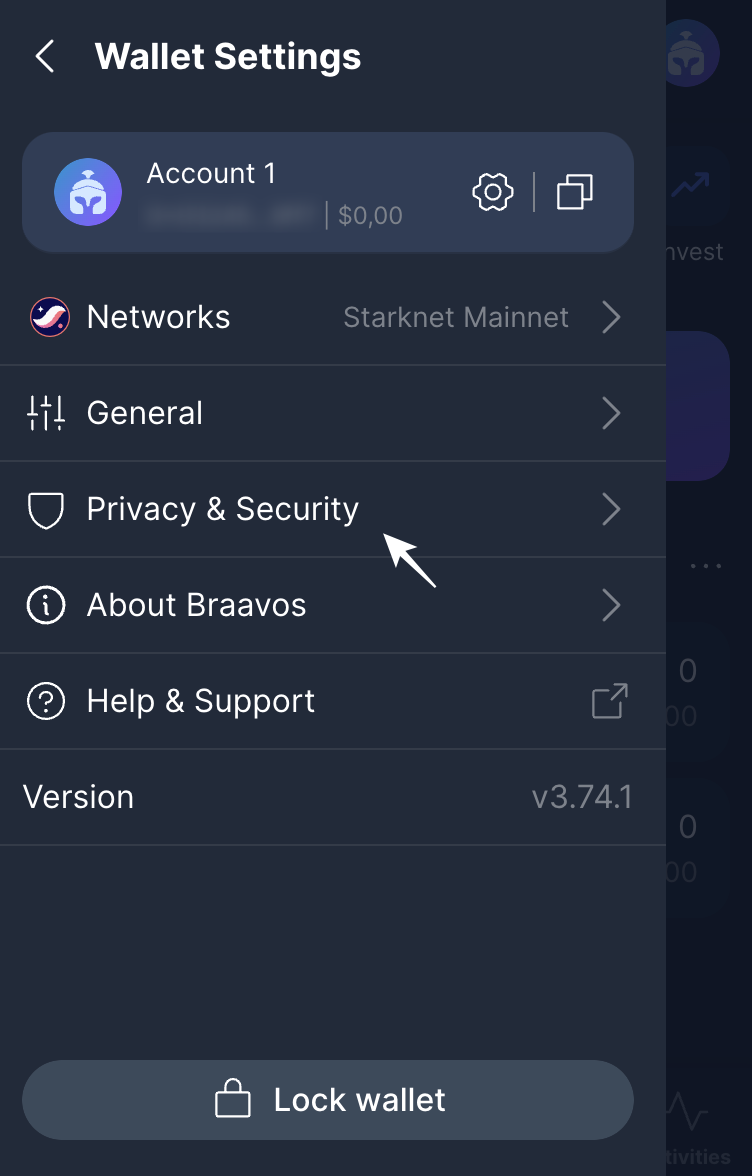 Wallet Settings
Account 1
$0,00
Networks Starknet Mainnet
General
Privacy & Security
About Braavos
Help & Support
Version v3.74.1
Lock wallet
nvest
...
0
00
0
00
tivities